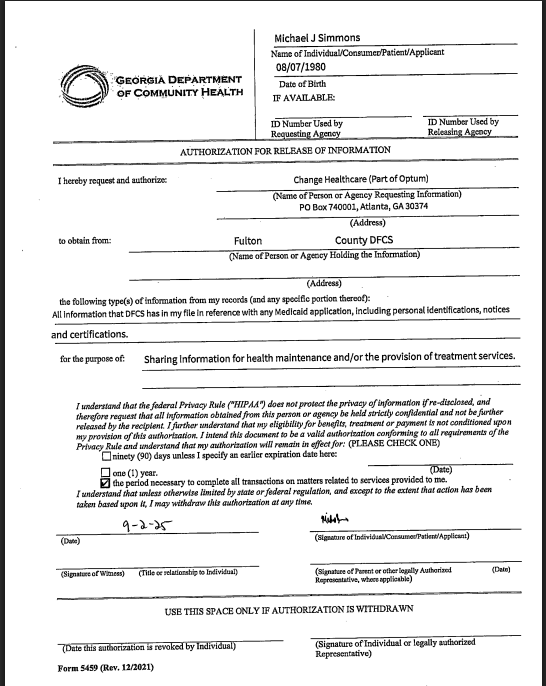 Michael J Simmons
Name of Individual/Consumer/Patient/Applicant
08/07/1980
Date of Birth
IF AVAILABLE:
GEORGIA DEPARTMENT
OF COMMUNITY HEALTH
ID Number Used by
Requesting Agency
ID Number Used by
Releasing Agency
AUTHORIZATION FOR RELEASE OF INFORMATION
I hereby request and authorize: Change Healthcare (Part of Optum)
(Name of Person or Agency Requesting Information)
PO Box 740001, Atlanta, GA 30374
(Address)
to obtain from: Fulton County DFCS
(Name of Person or Agency Holding the Information)
(Address)
the following type(s) of information from my records (and any specific portion thereof):
All information that DFCS has in my file in reference with any Medicaid application, including personal identifications, notices
and certifications.
for the purpose of: Sharing information for health maintenance and/or the provision of treatment services.
I understand that the federal Privacy Rule ("HIPAA") does not protect the privacy of information if re-disclosed, and
therefore request that all information obtained from this person or agency be held strictly confidential and not be further
released by the recipient. I further understand that my eligibility for benefits, treatment or payment is not conditioned upon
my provision of this authorization. I intend this document to be a valid authorization conforming to all requirements of the
Privacy Rule and understand that my authorization will remain in effect for: (PLEASE CHECK ONE)
ninety (90) days unless I specify an earlier expiration date here:
(Date)
one (1) year.
the period necessary to complete all transactions on matters related to services provided to me.
I understand that unless otherwise limited by state or federal regulation, and except to the extent that action has been
taken based upon it, I may withdraw this authorization at any time.
9-2-25
(Date)
(Signature of Individual/Consumer/Patient/Applicant)
(Signature of Witness) (Title or relationship to Individual)
(Signature of Parent or other legally Authorized (Date)
Representative, where applicable)
USE THIS SPACE ONLY IF AUTHORIZATION IS WITHDRAWN
(Date this authorization is revoked by Individual)
(Signature of Individual or legally authorized
Representative)
Form 5459 (Rev. 12/2021)